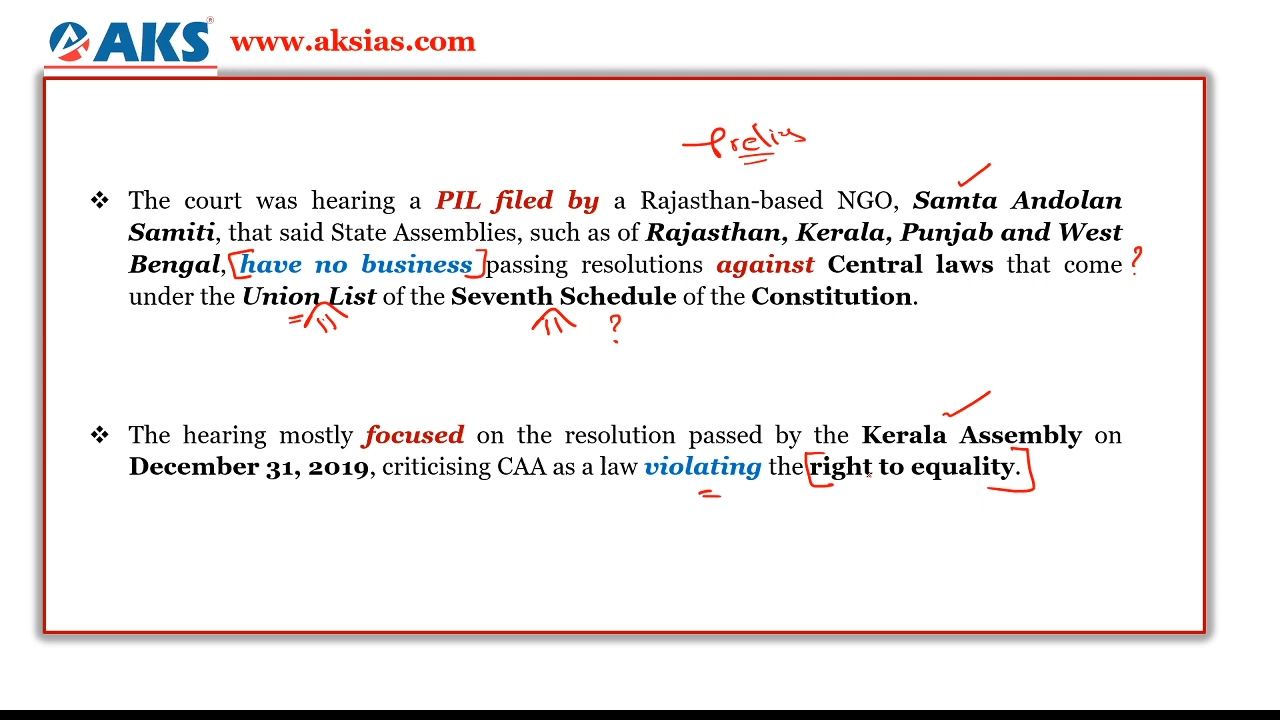 AKS®
www.aksias.com
Prelims
❖ The court was hearing a PIL filed by a Rajasthan-based NGO, Samta Andolan
Samiti, that said State Assemblies, such as of Rajasthan, Kerala, Punjab and West
Bengal, [have no business] passing resolutions against Central laws that come ?
under the Union List of the Seventh Schedule of the Constitution.
?
❖ The hearing mostly focused on the resolution passed by the Kerala Assembly on
December 31, 2019, criticising CAA as a law violating the [right to equality.]